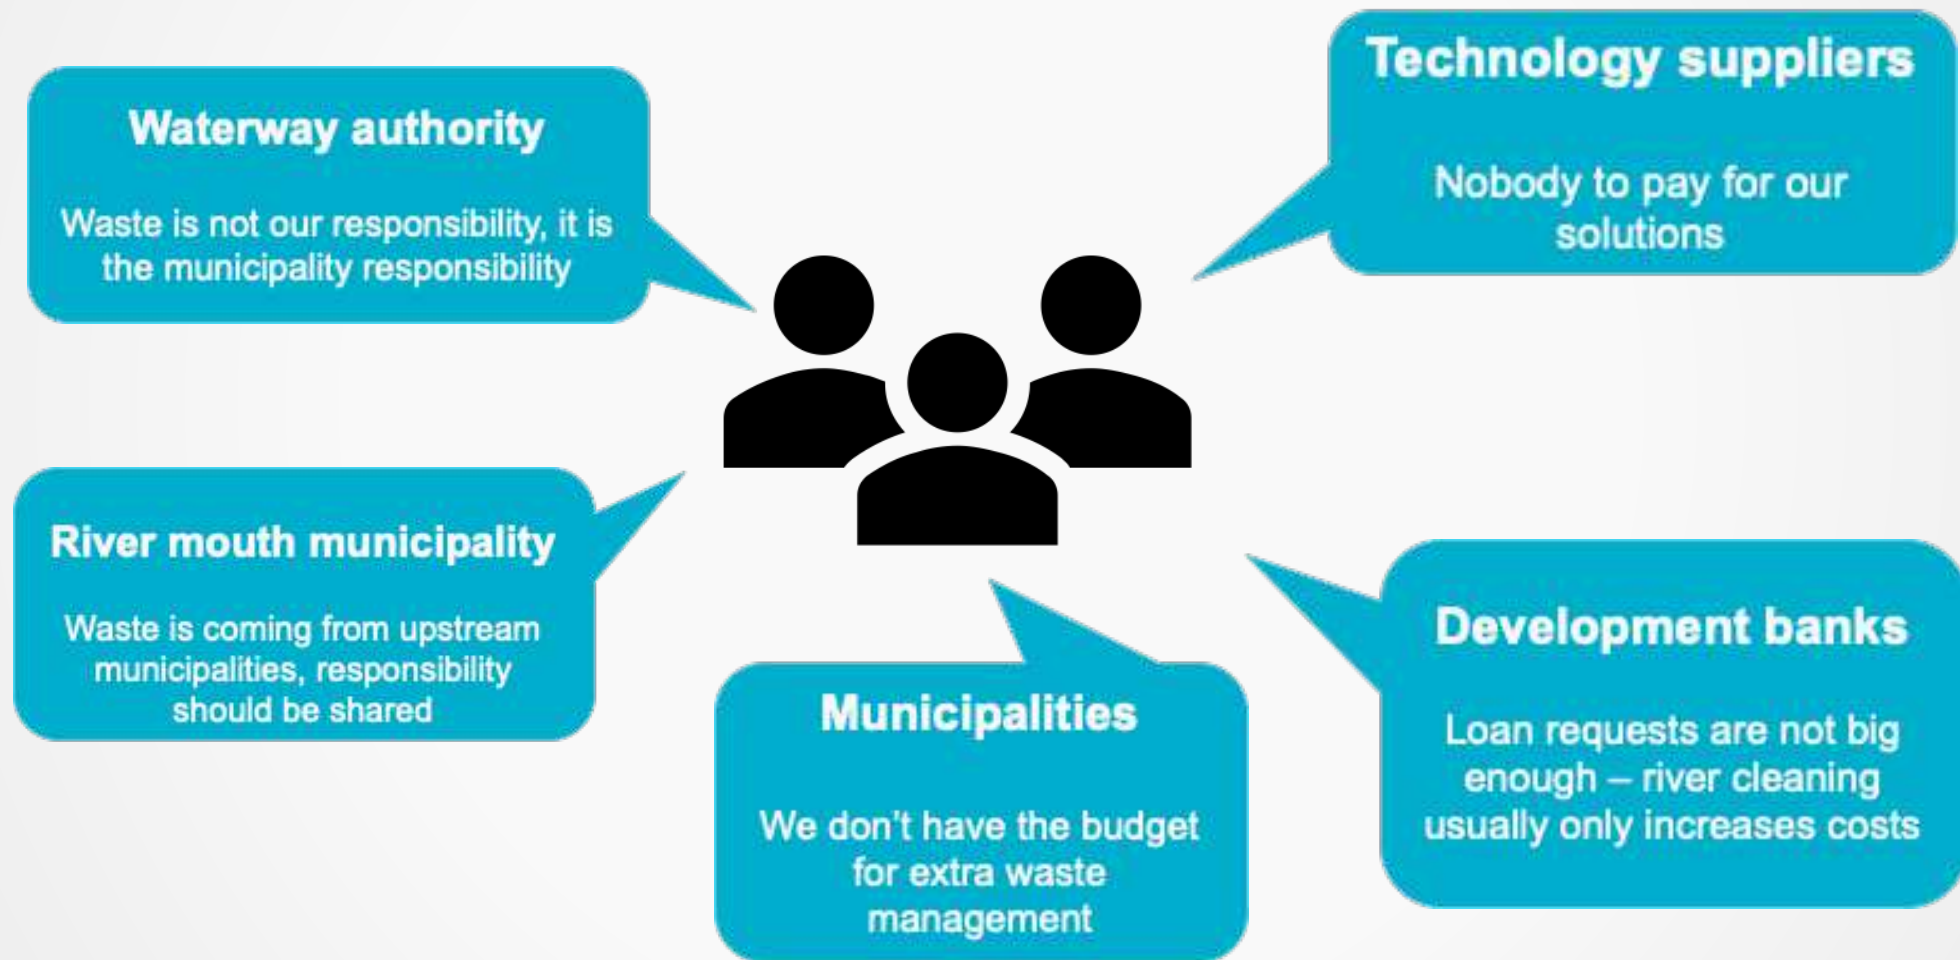 Waterway authority
Waste is not our responsibility, it is
the municipality responsibility
Technology suppliers
Nobody to pay for our
solutions
River mouth municipality
Waste is coming from upstream
municipalities, responsibility
should be shared
Municipalities
We don't have the budget
for extra waste
management
Development banks
Loan requests are not big
enough – river cleaning
usually only increases costs